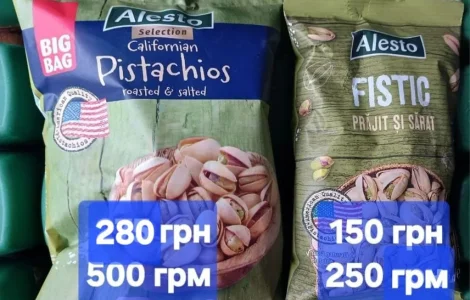 Alesto
Selection
BIG
BAG
Californian
Pistachios
roasted & salted
280 грн
500 грм
Alesto
FISTIC
PRĂJIT ȘI SĂRAT
150 грн
250 грм